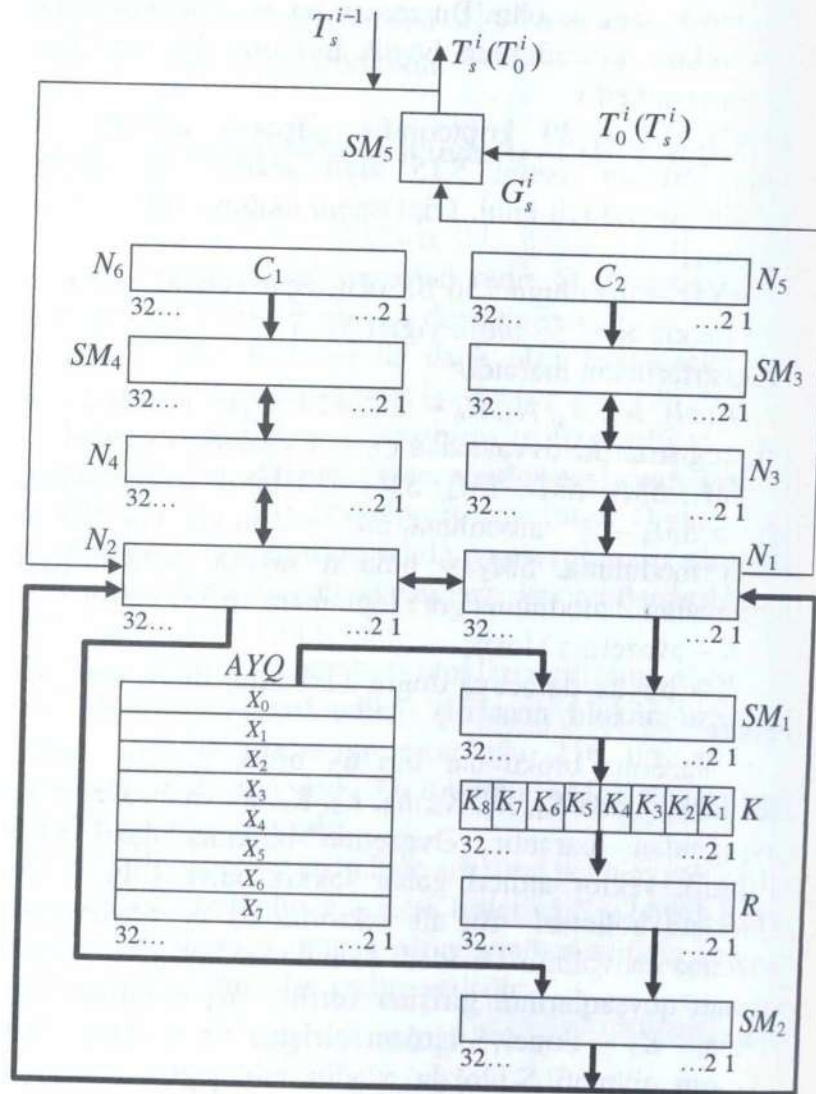 T_s^{i-1}
T_s^i(T_0^i)
T_0^i(T_s^i)
SM_5
G_s^i
N_6 C_1 C_2 N_5
32... ...2 1 32... ...2 1
SM_4 SM_3
32... ...2 1 32... ...2 1
N_4 N_3
32... ...2 1 32... ...2 1
N_2 N_1
32... ...2 1 32... ...2 1
AYQ
X_0
X_1 SM_1
X_2 32... ...2 1
X_3 K_8 K_7 K_6 K_5 K_4 K_3 K_2 K_1 K
X_4
X_5 32... ...2 1
X_6 R
X_7
32... ...2 1 32... ...2 1
SM_2
32... ...2 1